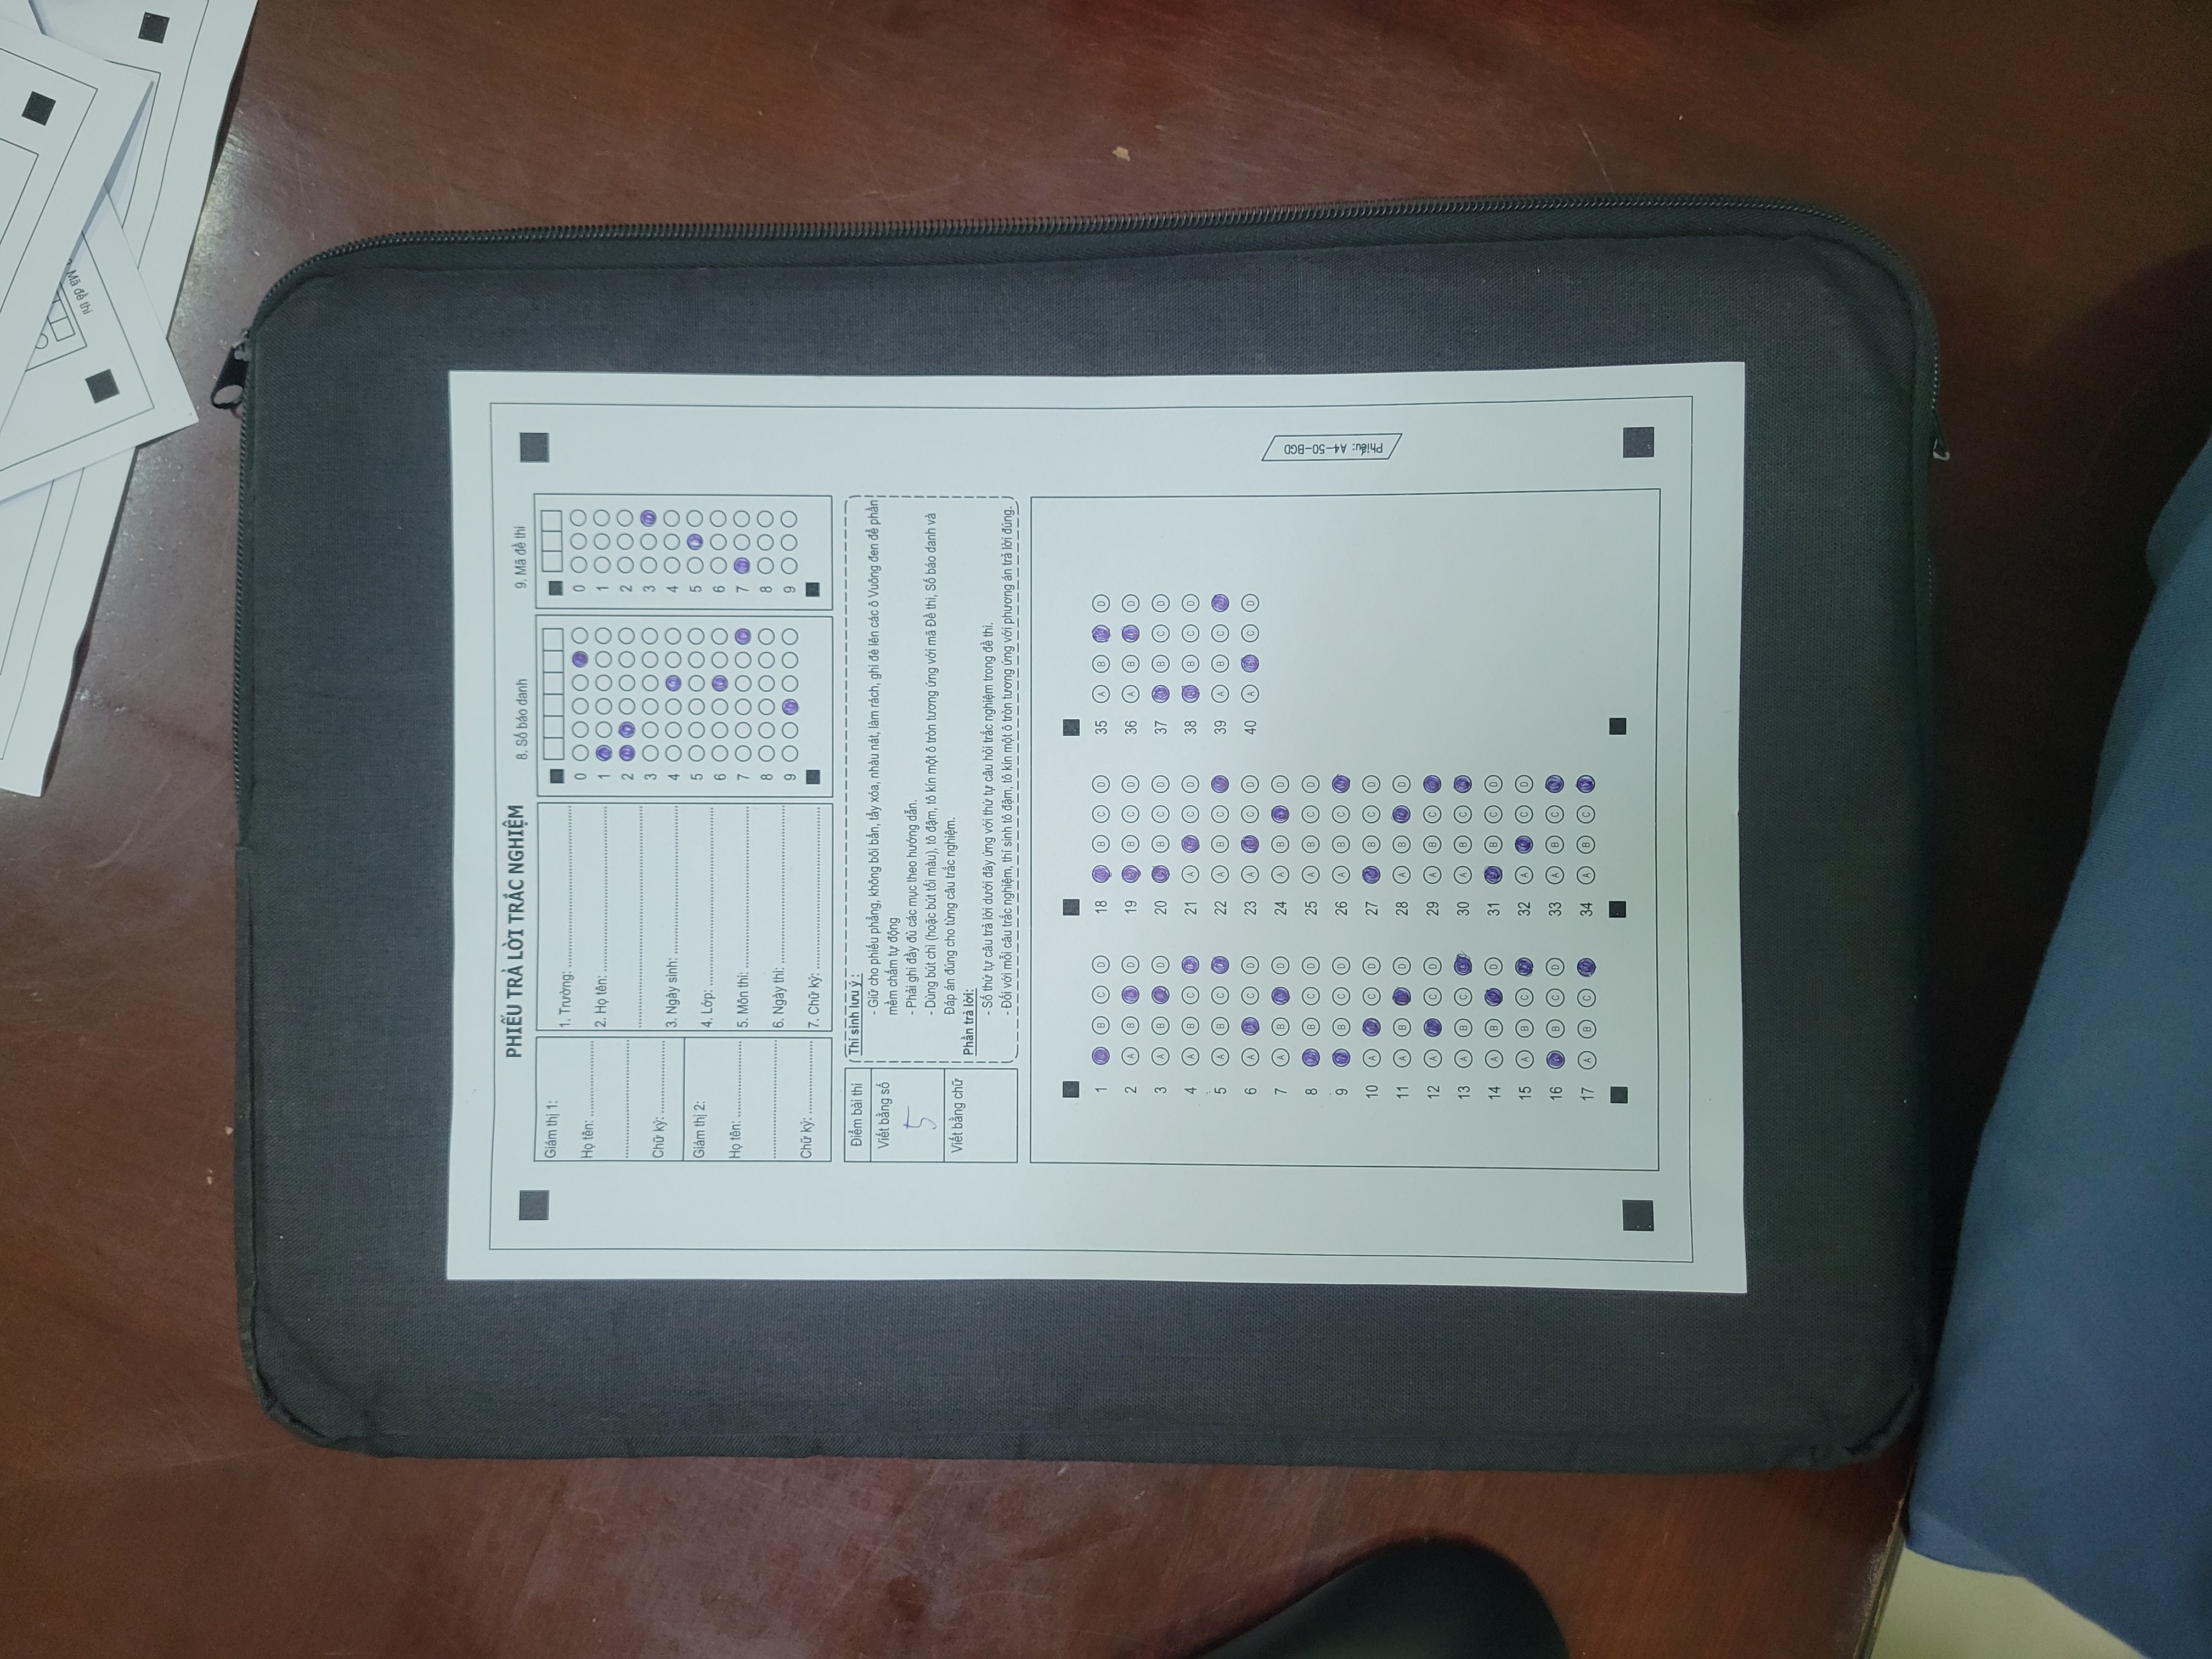 Mã đề thi
PHIẾU TRẢ LỜI TRẮC NGHIỆM
8. Số báo danh
9. Mã đề thi
Giám thị 1:
Họ tên: ........................
................................
Chữ ký: ........................
Giám thị 2:
Họ tên: ........................
................................
Chữ ký: ........................
1. Trường: ........................
2. Họ tên: ........................
................................
3. Ngày sinh: ........................
4. Lớp: ........................
5. Môn thi: ........................
6. Ngày thi: ........................
7. Chữ ký: ........................
0 0
1 1
2 2
3 3
4 4
5 5
6 6
7 7
8 8
9 9
Điểm bài thi
Viết bằng số
5
Viết bằng chữ
Thí sinh lưu ý :
- Giữ cho phiếu phẳng, không bôi bẩn, tẩy xóa, nhàu nát, làm rách, ghi đè lên các ô Vuông đen để phần
mềm chấm tự động
- Phải ghi đầy đủ các mục theo hướng dẫn.
- Dùng bút chì (hoặc bút tối màu), tô đậm, tô kín một ô tròn tương ứng với mã Đề thi, Số báo danh và
Đáp án đúng cho từng câu trắc nghiệm.
Phần trả lời:
- Số thứ tự câu trả lời dưới đây ứng với thứ tự câu hỏi trắc nghiệm trong đề thi.
- Đối với mỗi câu trắc nghiệm, thí sinh tô đậm, tô kín một ô tròn tương ứng với phương án trả lời đúng.
1 B C D
2 A B D
3 A B D
4 A B C
5 A B C
6 A C D
7 A B D
8 B C D
9 B C D
10 A C D
11 A B D
12 A C D
13 A B C
14 A B D
15 A B C
16 B C D
17 A B C
18 B C D
19 B C D
20 B C D
21 A C D
22 A B C
23 A C D
24 A B D
25 A B C D
26 A B C
27 B C D
28 A B D
29 A B C
30 A B C
31 B C D
32 A C D
33 A B C
34 A B C
35 A B D
36 A B D
37 B C D
38 B C D
39 A B C
40 A C D
Phiếu: A4-50-BGD